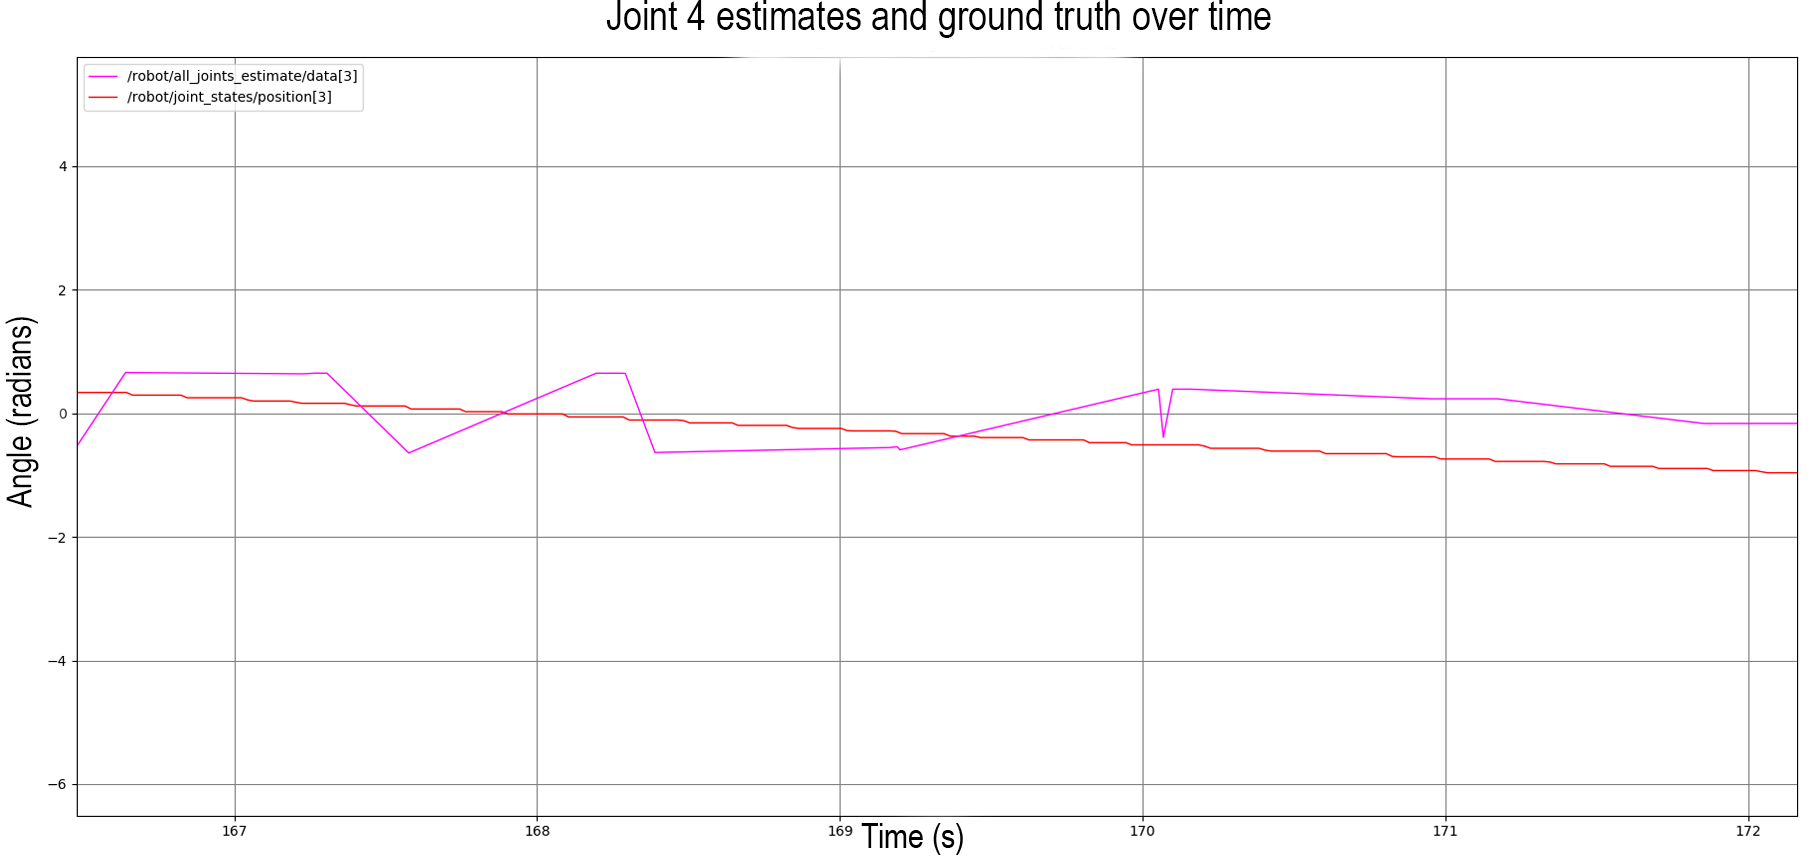 Joint 4 estimates and ground truth over time
/robot/all_joints_estimate/data[3]
/robot/joint_states/position[3]
Angle (radians)
4
2
0
−2
−4
−6
167
168
169
170
171
172
Time (s)